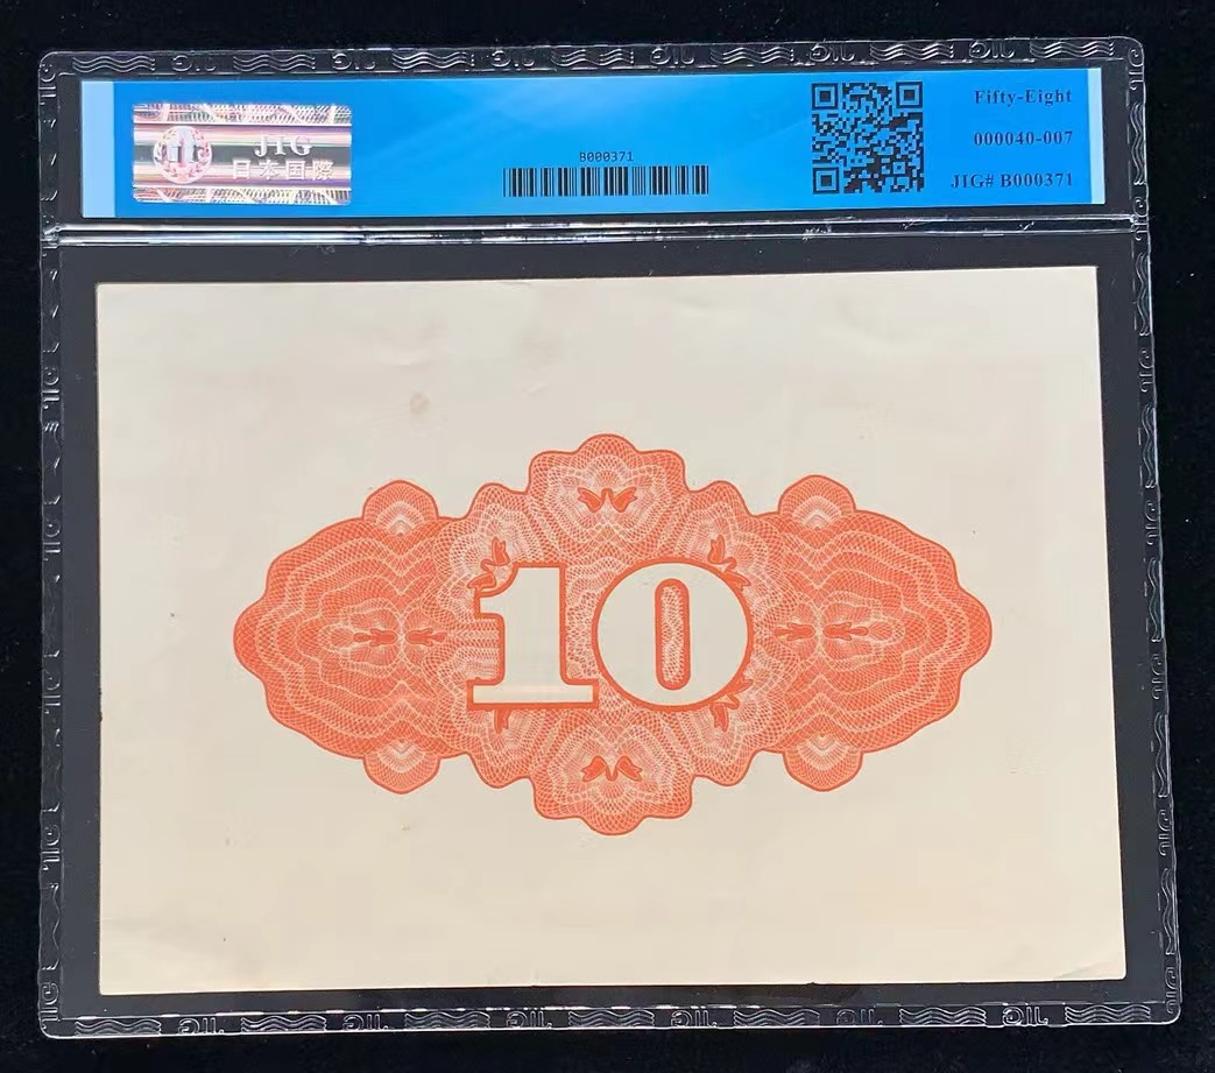 JIG
日本国際
B000371
Fifty-Eight
000040-007
JIG# B000371
10